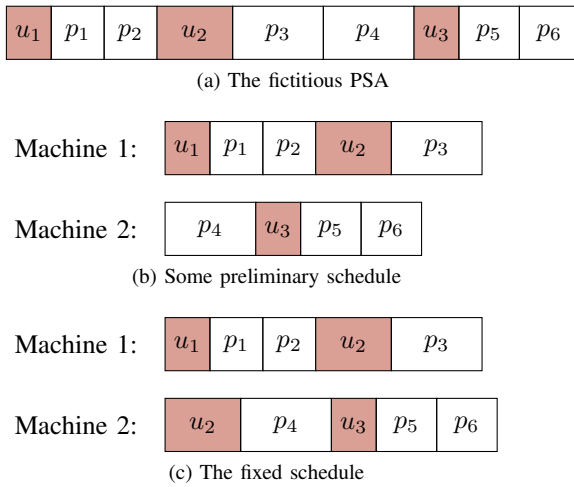 u₁ p₁ p₂ u₂ p₃ p₄ u₃ p₅ p₆
(a) The fictitious PSA
Machine 1: u₁ p₁ p₂ u₂ p₃
Machine 2: p₄ u₃ p₅ p₆
(b) Some preliminary schedule
Machine 1: u₁ p₁ p₂ u₂ p₃
Machine 2: u₂ p₄ u₃ p₅ p₆
(c) The fixed schedule